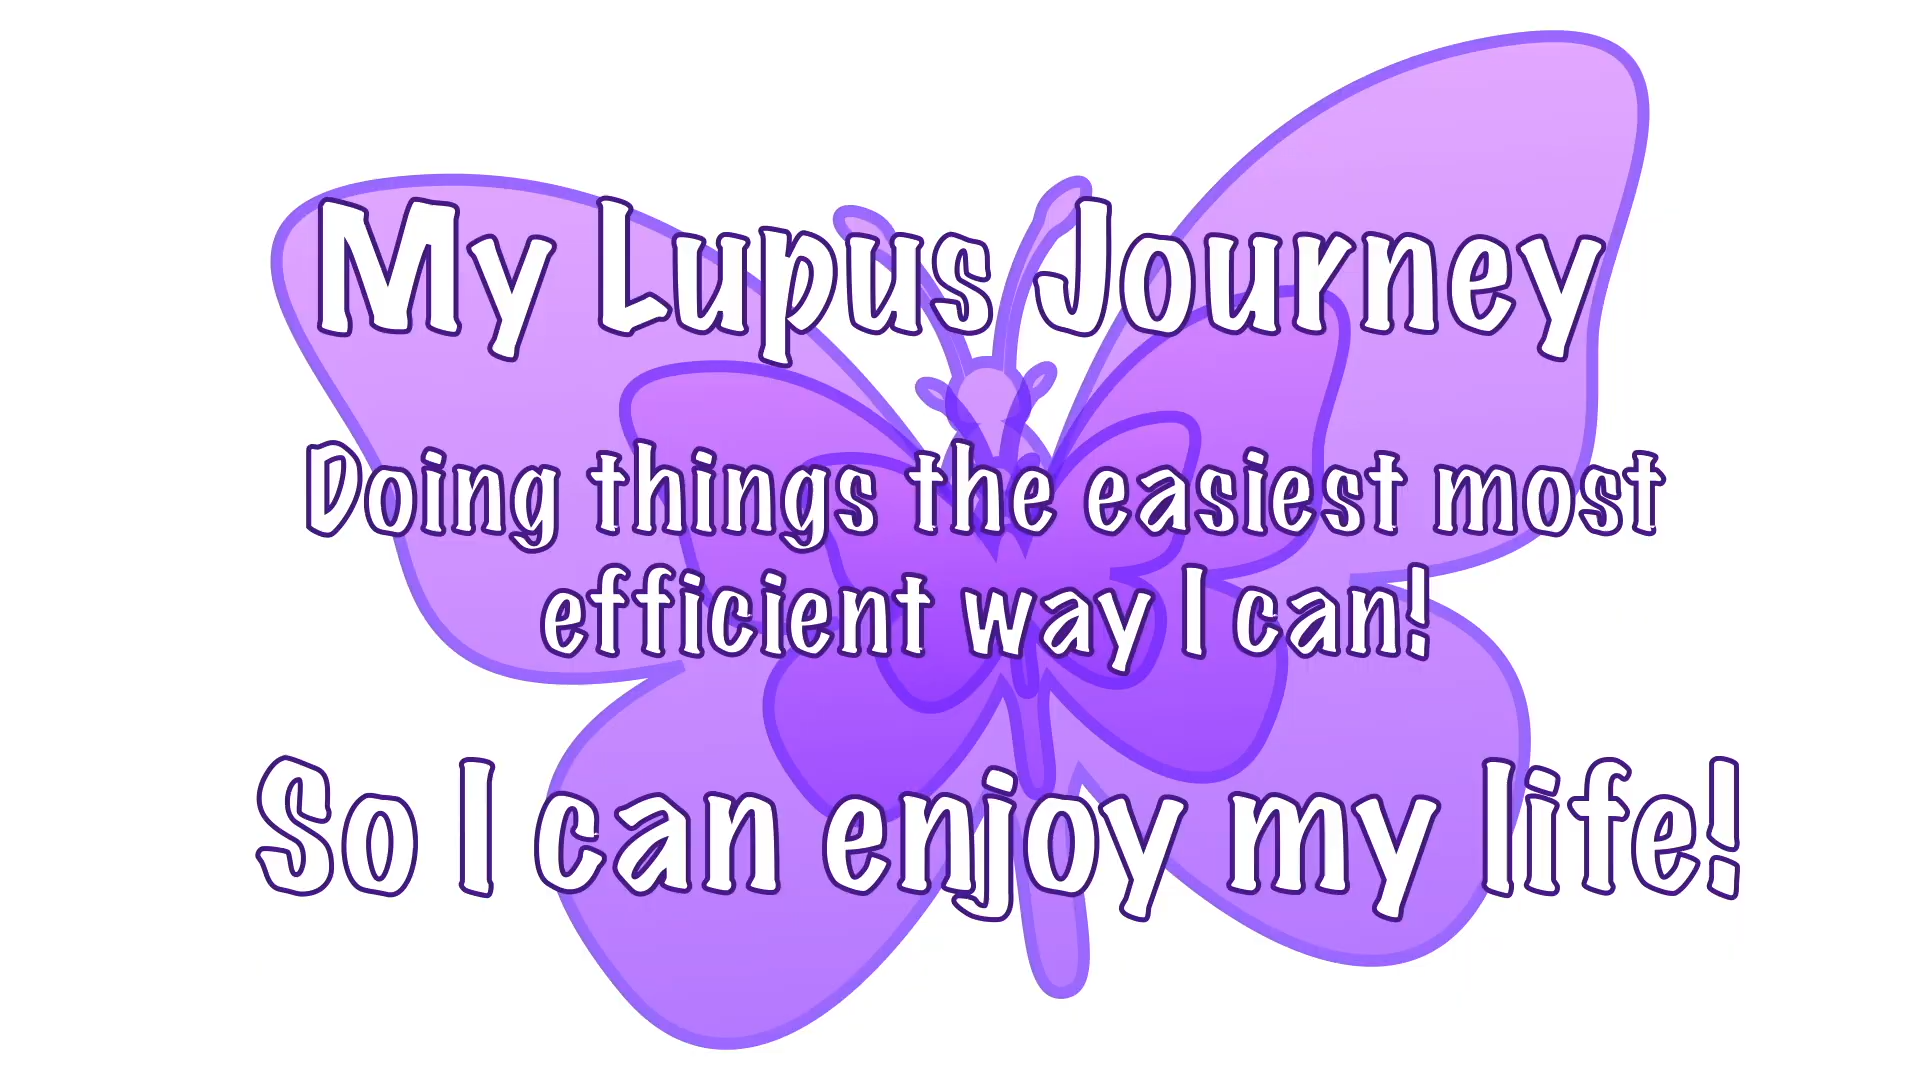 My Lupus Journey
Doing things the easiest most
efficient way I can!
So I can enjoy my life!